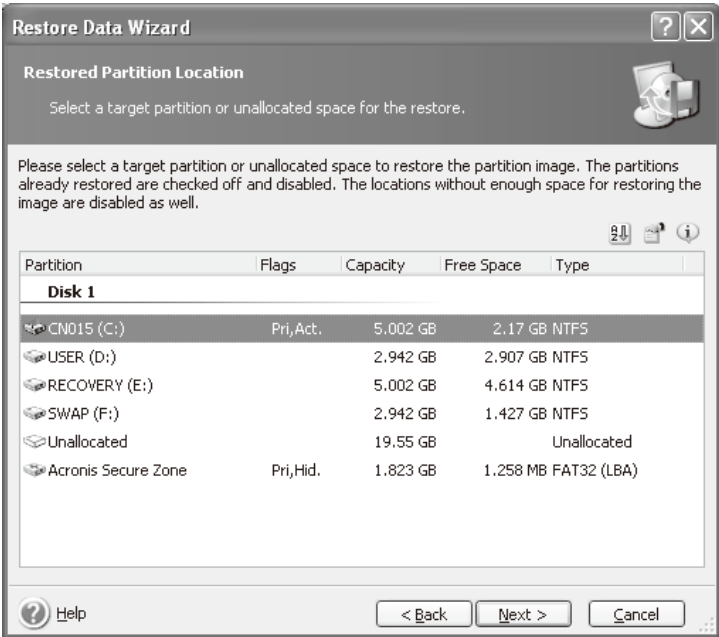 Restore Data Wizard
Restored Partition Location
Select a target partition or unallocated space for the restore.
Please select a target partition or unallocated space to restore the partition image. The partitions
already restored are checked off and disabled. The locations without enough space for restoring the
image are disabled as well.
Partition Flags Capacity Free Space Type
Disk 1
CN015 (C:) Pri,Act. 5.002 GB 2.17 GB NTFS
USER (D:) 2.942 GB 2.907 GB NTFS
RECOVERY (E:) 5.002 GB 4.614 GB NTFS
SWAP (F:) 2.942 GB 1.427 GB NTFS
Unallocated 19.55 GB Unallocated
Acronis Secure Zone Pri,Hid. 1.823 GB 1.258 MB FAT32 (LBA)
Help < Back Next > Cancel